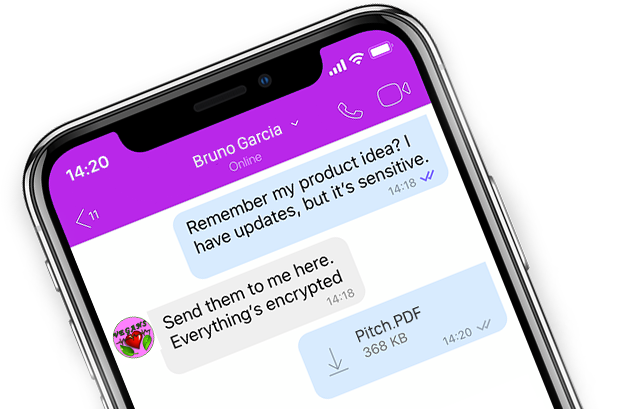 14:20
Bruno Garcia
Online
11
Remember my product idea? I
have updates, but it's sensitive.
14:18
Send them to me here.
Everything's encrypted
14:18
VEGANS
Pitch.PDF
368 KB
14:20